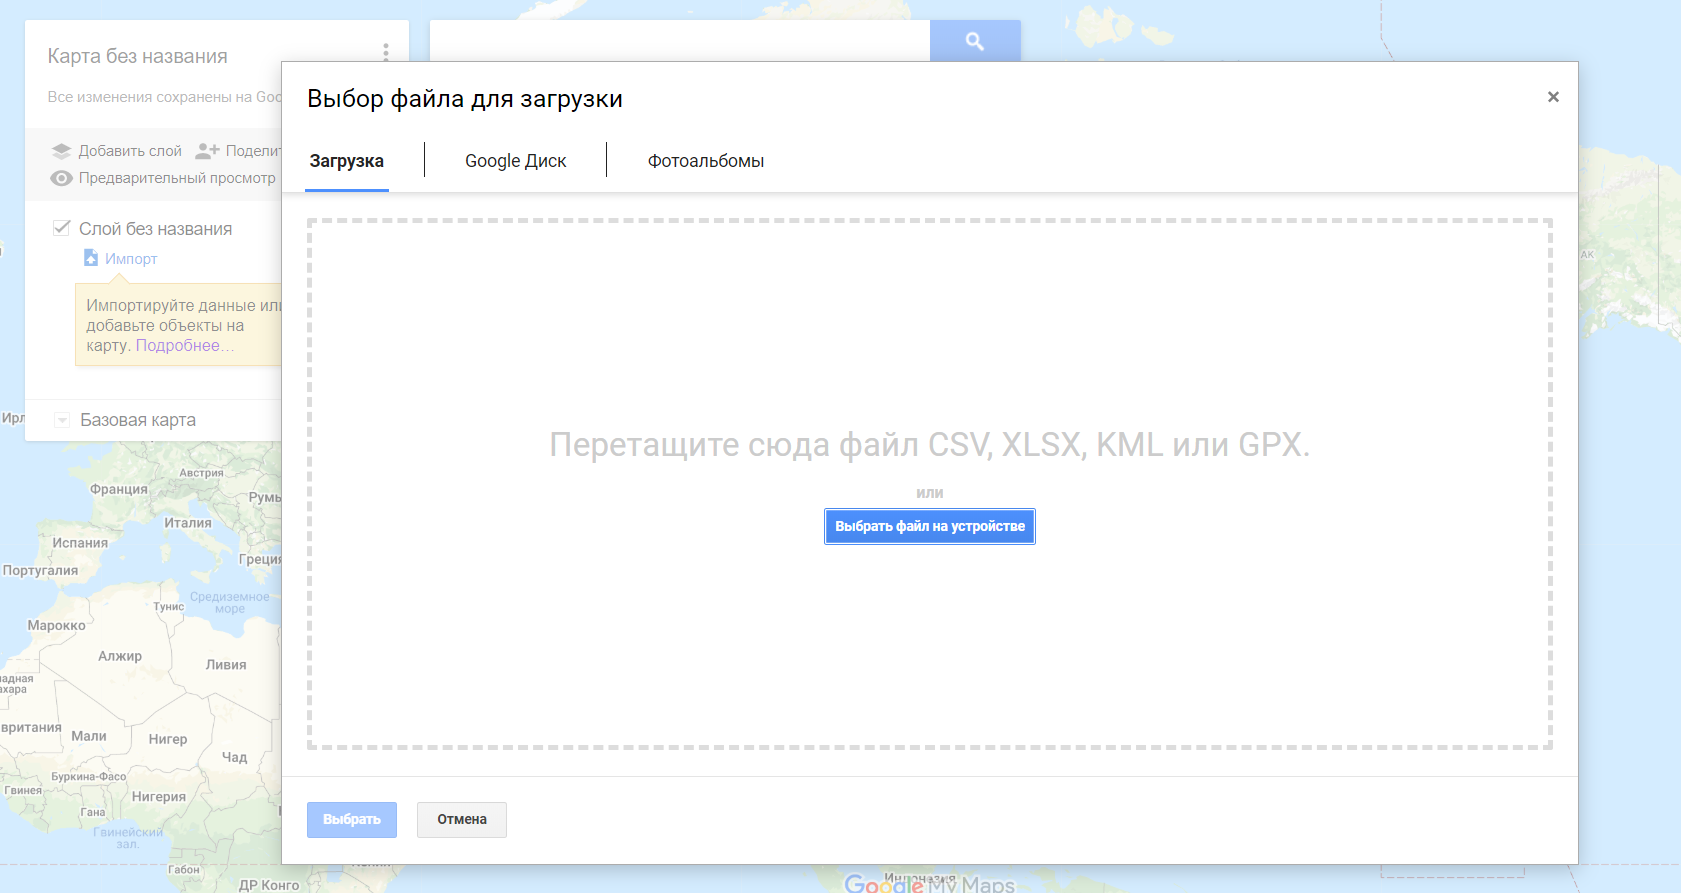 Карта без названия
Все изменения сохранены на Goo
Добавить слой
Поделит
Предварительный просмотр
Слой без названия
Импорт
Импортируйте данные или
добавьте объекты на
карту. Подробнее…
Базовая карта
Выбор файла для загрузки
×
Загрузка
Google Диск
Фотоальбомы
Перетащите сюда файл CSV, XLSX, KML или GPX.
или
Выбрать файл на устройстве
Выбрать
Отмена
АК
Ирл
Австрия
Франция
Румы
Италия
Испания
Греция
Португалия
Средиземное
море
Тунис
Марокко
Алжир
Ливия
адная
ахара
вритания
Мали
Нигер
Чад
Буркина-Фасо
Гвинея
Нигерия
Гана
Гвинейский
зал.
Габон
ДР Конго
Индонезия
Google My Maps